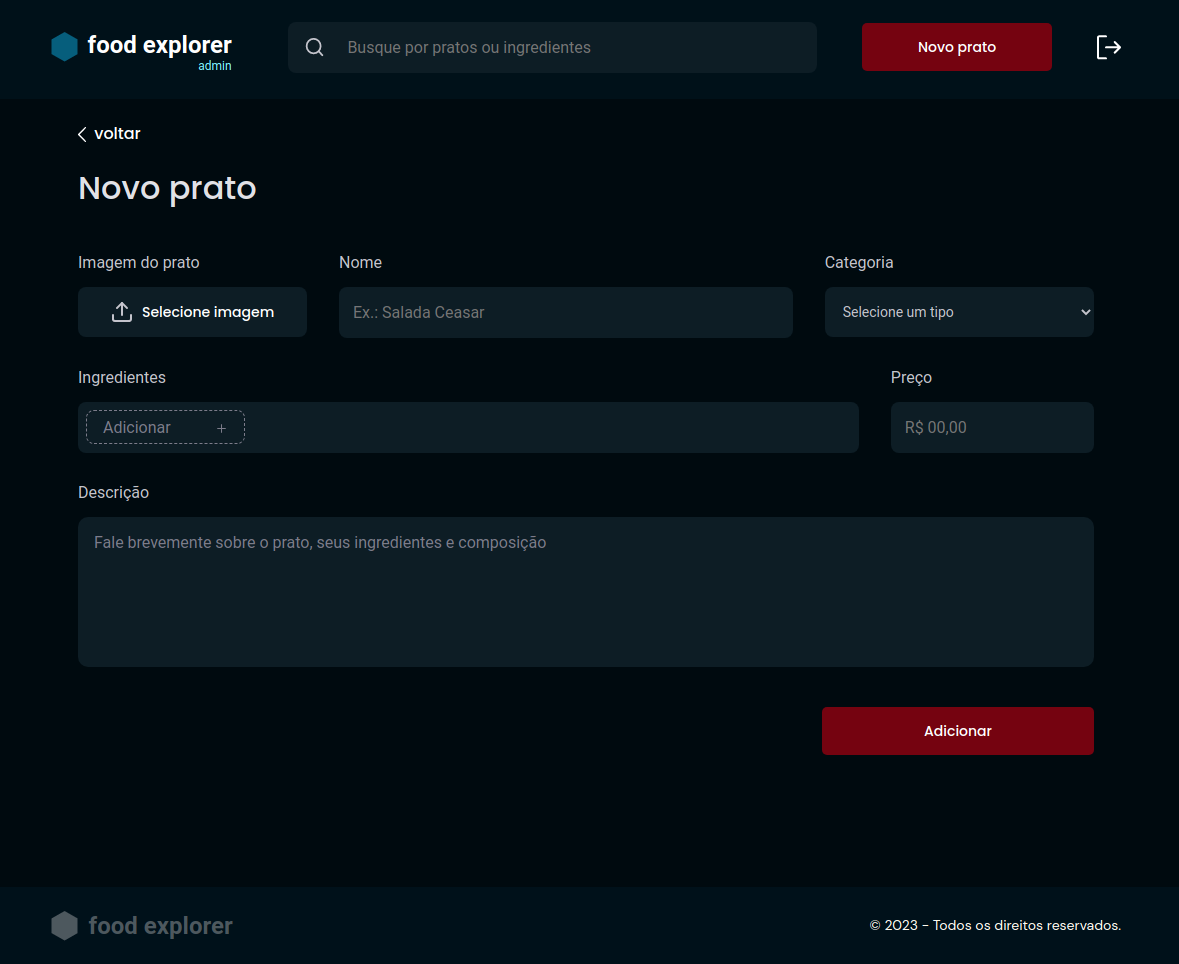 food explorer
admin
Busque por pratos ou ingredientes
Novo prato
voltar
Novo prato
Imagem do prato
Nome
Categoria
Selecione imagem
Ex.: Salada Ceasar
Selecione um tipo
Ingredientes
Preço
Adicionar +
R$ 00,00
Descrição
Fale brevemente sobre o prato, seus ingredientes e composição
Adicionar
food explorer
© 2023 - Todos os direitos reservados.